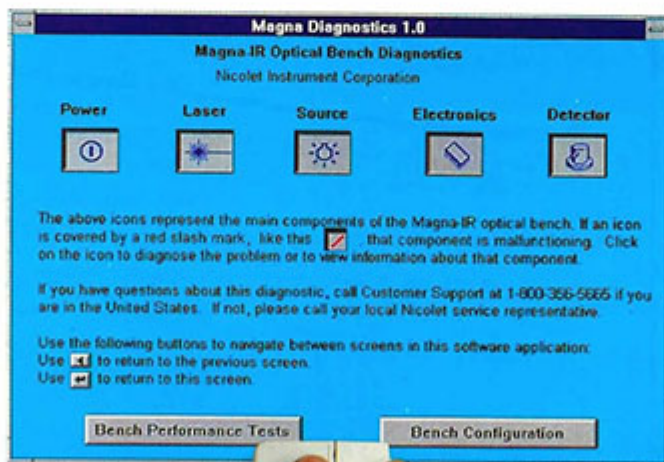 Magna Diagnostics 1.0
Magna-IR Optical Bench Diagnostics
Nicolet Instrument Corporation
Power Laser Source Electronics Detector
The above icons represent the main components of the Magna-IR optical bench. If an icon
is covered by a red slash mark, like this , that component is malfunctioning. Click
on the icon to diagnose the problem or to view information about that component.
If you have questions about this diagnostic, call Customer Support at 1-800-356-5665 if you
are in the United States. If not, please call your local Nicolet service representative.
Use the following buttons to navigate between screens in this software application:
Use to return to the previous screen.
Use to return to this screen.
Bench Performance Tests Bench Configuration